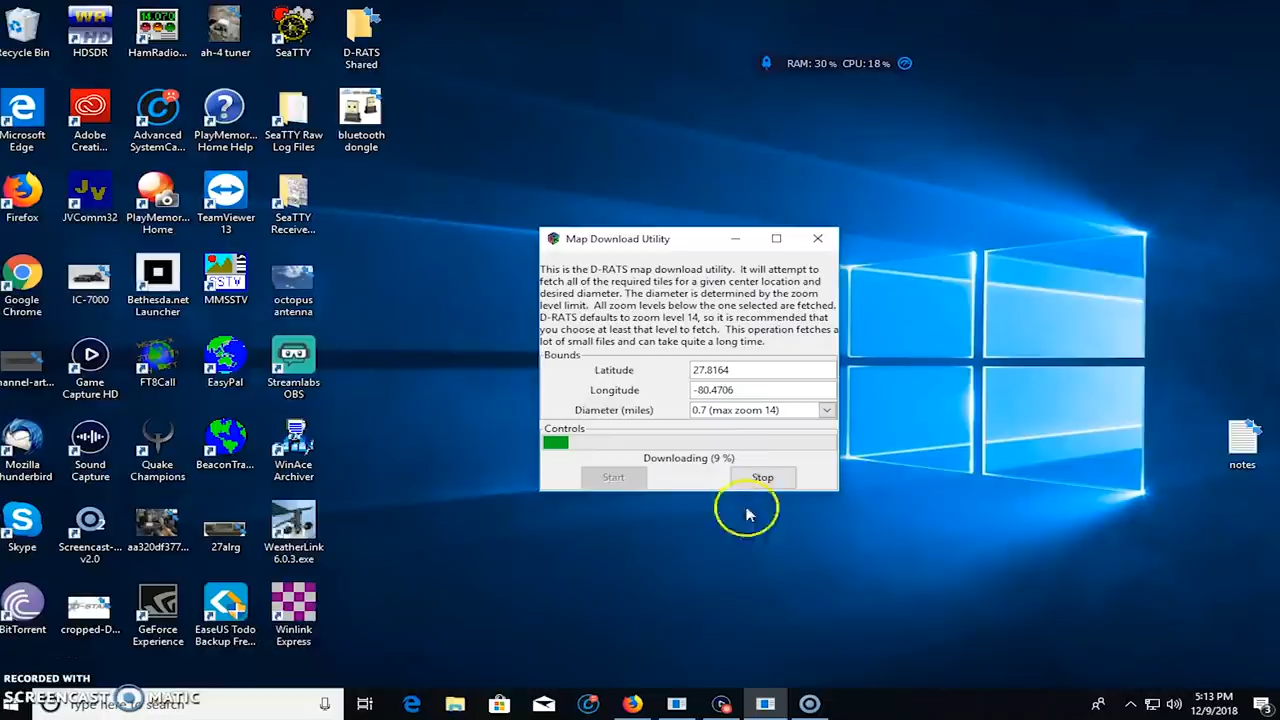 RAM: 30 % CPU: 18 %
Recycle Bin
HDSDR
HamRadio...
ah-4 tuner
SeaTTY
D-RATS
Shared
Microsoft
Edge
Adobe
Creati...
Advanced
SystemCa...
PlayMemor...
Home Help
SeaTTY Raw
Log Files
bluetooth
dongle
Firefox
JVComm32
PlayMemor...
Home
TeamViewer
13
SeaTTY
Receive...
Google
Chrome
IC-7000
Bethesda.net
Launcher
MMSSTV
octopus
antenna
hannel-art...
Game
Capture HD
FT8Call
EasyPal
Streamlabs
OBS
Mozilla
Thunderbird
Sound
Capture
Quake
Champions
BeaconTra...
WinAce
Archiver
Skype
Screencast-...
v2.0
aa320df377...
27alrg
WeatherLink
6.0.3.exe
BitTorrent
cropped-D...
GeForce
Experience
EaseUS Todo
Backup Fre...
Winlink
Express
notes
Map Download Utility
This is the D-RATS map download utility. It will attempt to
fetch all of the required tiles for a given center location and
desired diameter. The diameter is determined by the zoom
level limit. All zoom levels below the one selected are fetched.
D-RATS defaults to zoom level 14, so it is recommended that
you choose at least that level to fetch. This operation fetches a
lot of small files and can take quite a long time.
Bounds
Latitude 27.8164
Longitude -80.4706
Diameter (miles) 0.7 (max zoom 14)
Controls
Downloading (9 %)
Start Stop
RECORDED WITH
SCREENCAST MATIC
Type here to search
5:13 PM
12/9/2018